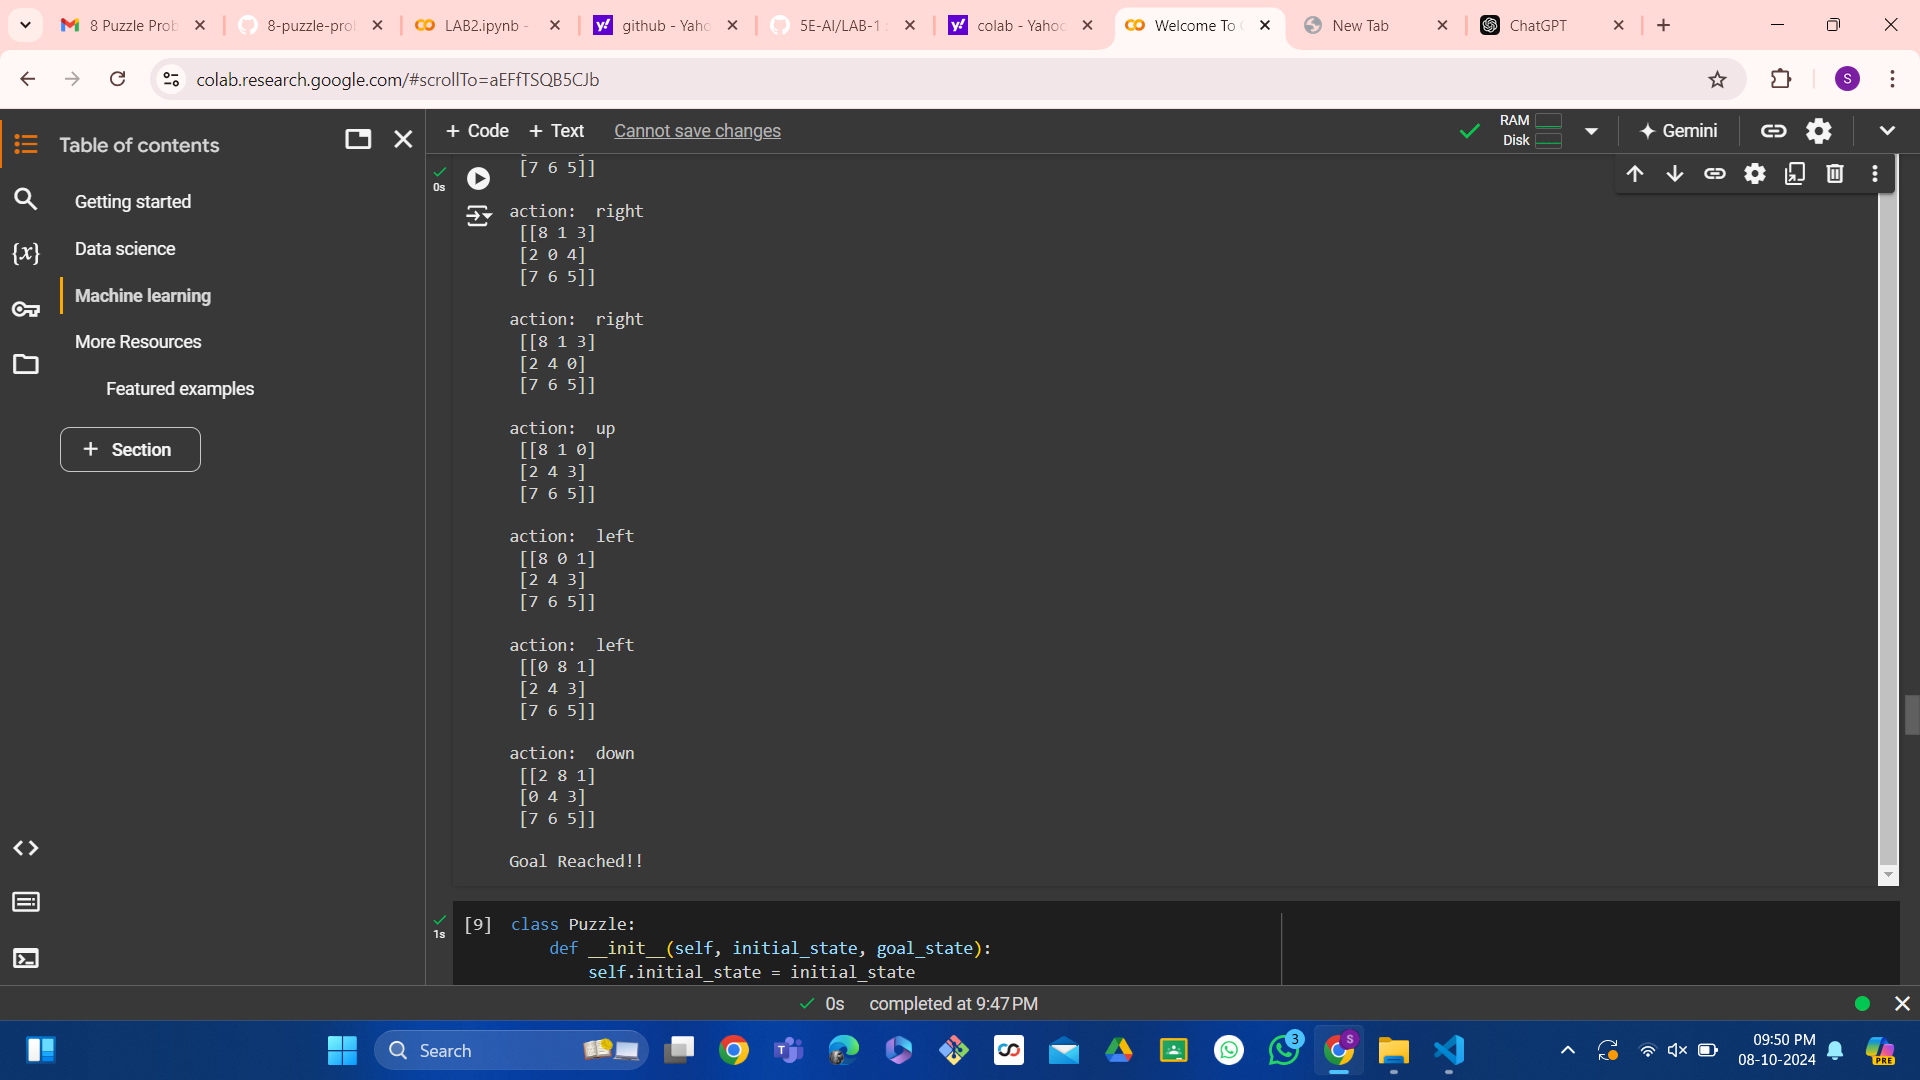 8 Puzzle Prob
8-puzzle-prol
LAB2.ipynb -
github - Yaho
5E-AI/LAB-1
colab - Yahoo
Welcome To
New Tab
ChatGPT
colab.research.google.com/#scrollTo=aEFfTSQB5CJb
S
Table of contents
+ Code + Text Cannot save changes
RAM
Disk
Gemini
Getting started
Data science
Machine learning
More Resources
Featured examples
+ Section
0s
[7 6 5]]
action:  right
[[8 1 3]
[2 0 4]
[7 6 5]]
action:  right
[[8 1 3]
[2 4 0]
[7 6 5]]
action:  up
[[8 1 0]
[2 4 3]
[7 6 5]]
action:  left
[[8 0 1]
[2 4 3]
[7 6 5]]
action:  left
[[0 8 1]
[2 4 3]
[7 6 5]]
action:  down
[[2 8 1]
[0 4 3]
[7 6 5]]
Goal Reached!!
1s
[9] class Puzzle:
def __init__(self, initial_state, goal_state):
self.initial_state = initial_state
0s completed at 9:47 PM
Search
3
S
09:50 PM
08-10-2024
PRE